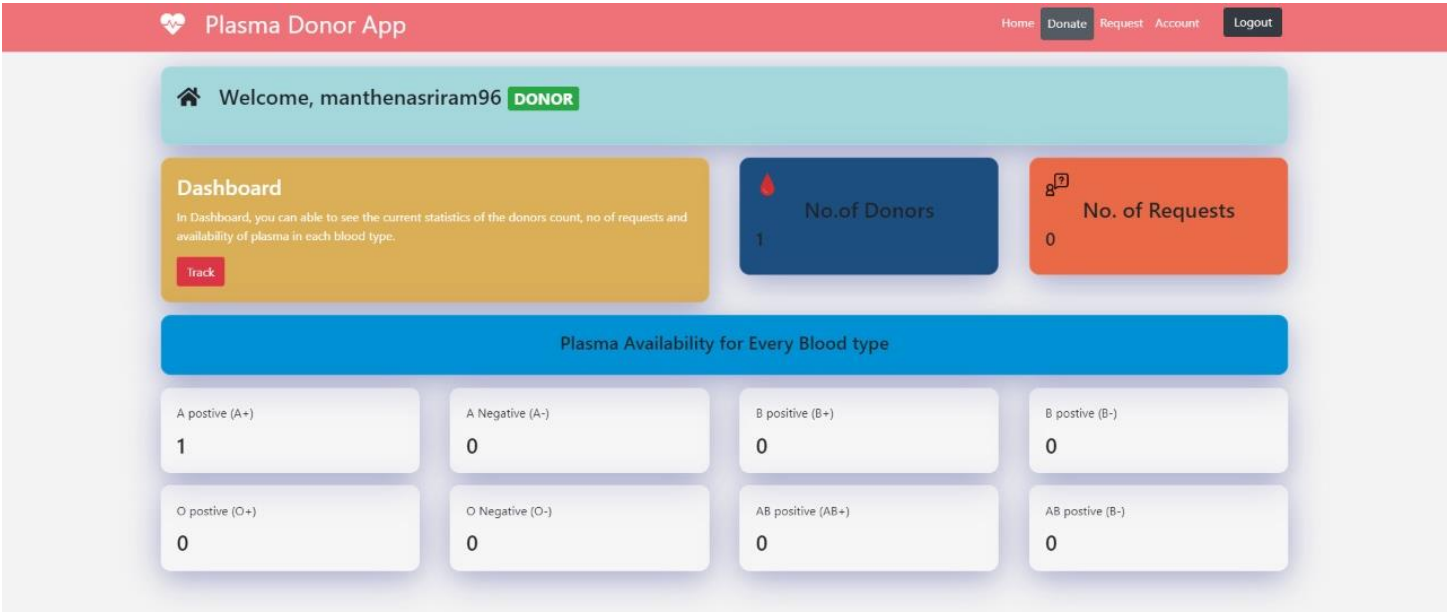 Plasma Donor App
Home Donate Request Account Logout
Welcome, manthenasriram96 DONOR
Dashboard
In Dashboard, you can able to see the current statistics of the donors count, no of requests and
availability of plasma in each blood type.
Track
No.of Donors
1
?
No. of Requests
0
Plasma Availability for Every Blood type
A postive (A+)
1
A Negative (A-)
0
B positive (B+)
0
B postive (B-)
0
O postive (O+)
0
O Negative (O-)
0
AB positive (AB+)
0
AB postive (B-)
0